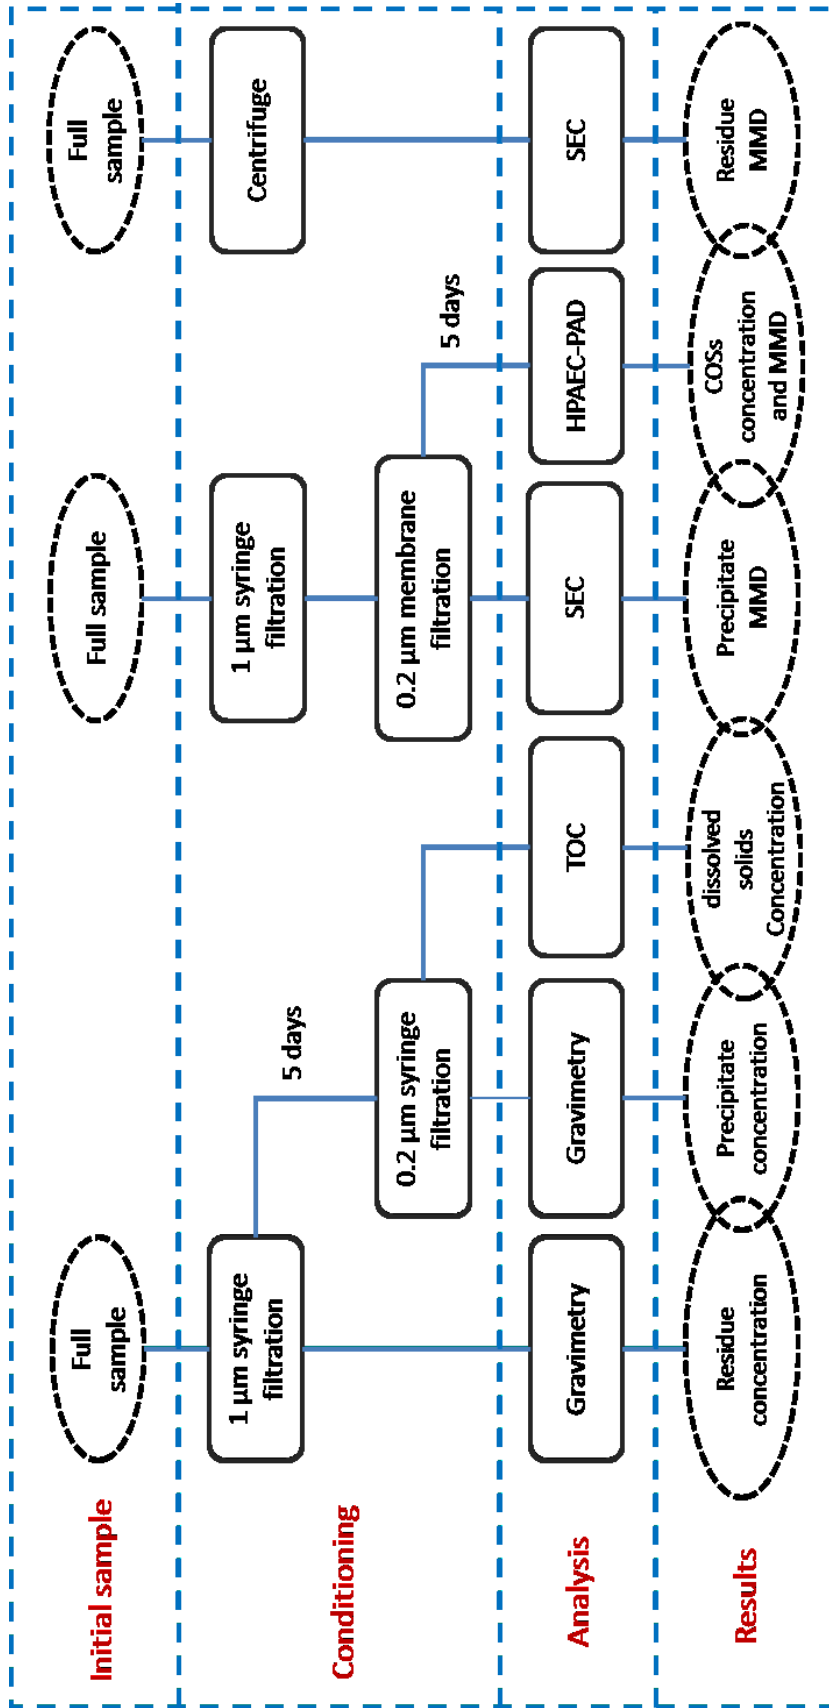 Initial sample
Full
sample
Full sample
Full
sample
Conditioning
1 µm syringe
filtration
5 days
0.2 µm syringe
filtration
1 µm syringe
filtration
0.2 µm membrane
filtration
5 days
Centrifuge
Analysis
Gravimetry
Gravimetry
TOC
SEC
HPAEC-PAD
SEC
Results
Residue
concentration
Precipitate
concentration
dissolved
solids
Concentration
Precipitate
MMD
COSs
concentration
and MMD
Residue
MMD